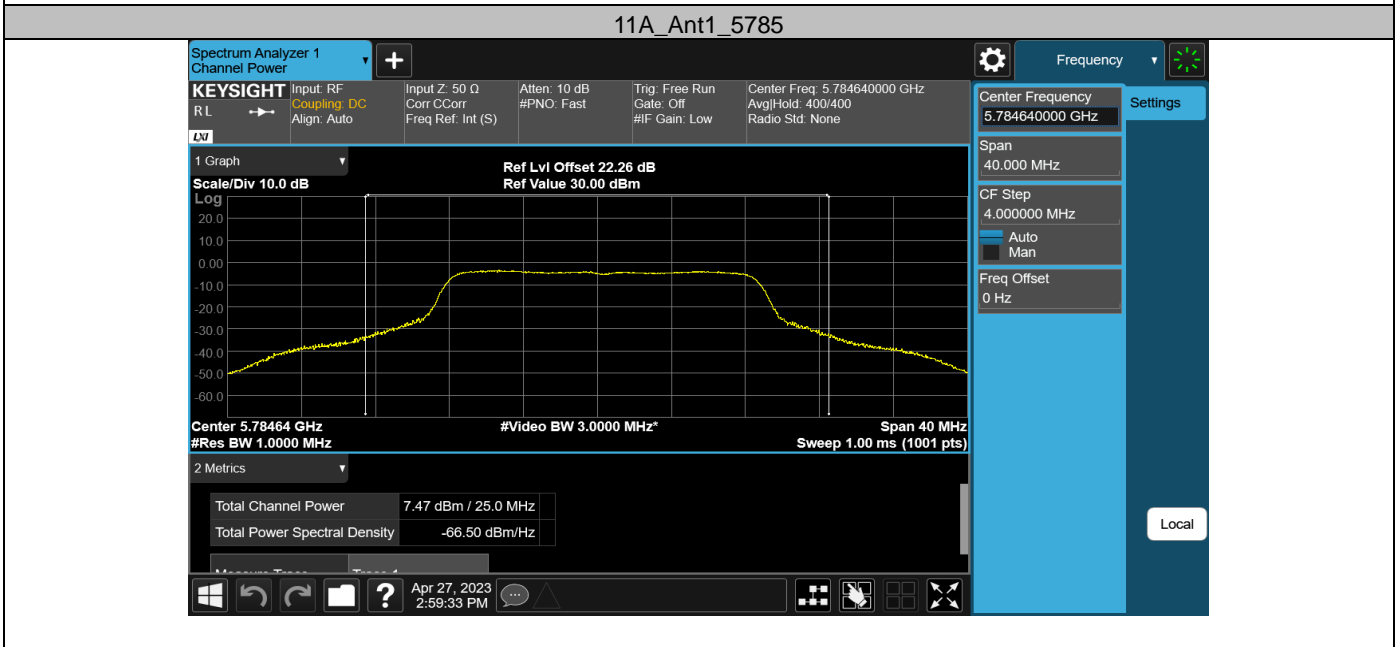 11A_Ant1_5785
Spectrum Analyzer 1
Channel Power
Frequency
KEYSIGHT
R L
LXI
Input: RF
Coupling: DC
Align: Auto
Input Z: 50 Ω
Corr CCorr
Freq Ref: Int (S)
Atten: 10 dB
#PNO: Fast
Trig: Free Run
Gate: Off
#IF Gain: Low
Center Freq: 5.784640000 GHz
Avg|Hold: 400/400
Radio Std: None
Center Frequency
5.784640000 GHz
Settings
Span
40.000 MHz
CF Step
4.000000 MHz
Auto
Man
Freq Offset
0 Hz
1 Graph
Scale/Div 10.0 dB
Ref Lvl Offset 22.26 dB
Ref Value 30.00 dBm
Log
20.0
10.0
0.00
-10.0
-20.0
-30.0
-40.0
-50.0
-60.0
Center 5.78464 GHz
#Video BW 3.0000 MHz*
Span 40 MHz
#Res BW 1.0000 MHz
Sweep 1.00 ms (1001 pts)
2 Metrics
Total Channel Power 7.47 dBm / 25.0 MHz
Total Power Spectral Density -66.50 dBm/Hz
Local
Apr 27, 2023
2:59:33 PM